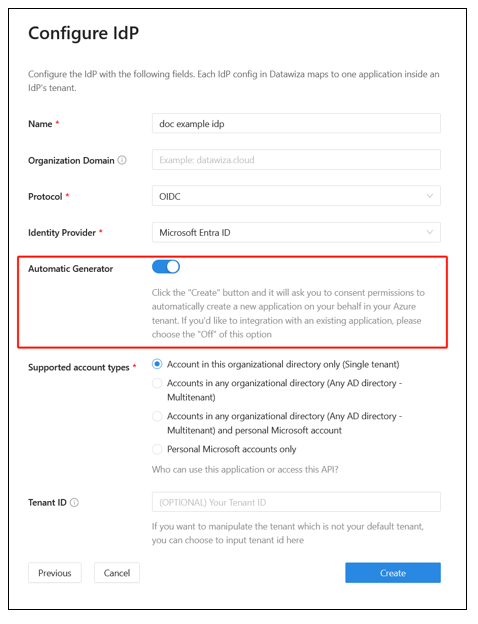 Configure IdP
Configure the IdP with the following fields. Each IdP config in Datawiza maps to one application inside an
IdP's tenant.
Name *
doc example idp
Organization Domain
Example: datawiza.cloud
Protocol *
OIDC
Identity Provider *
Microsoft Entra ID
Automatic Generator
Click the "Create" button and it will ask you to consent permissions to
automatically create a new application on your behalf in your Azure
tenant. If you'd like to integration with an existing application, please
choose the "Off" of this option
Supported account types *
Account in this organizational directory only (Single tenant)
Accounts in any organizational directory (Any AD directory -
Multitenant)
Accounts in any organizational directory (Any AD directory -
Multitenant) and personal Microsoft account
Personal Microsoft accounts only
Who can use this application or access this API?
Tenant ID
(OPTIONAL) Your Tenant ID
If you want to manipulate the tenant which is not your default tenant,
you can choose to input tenant id here
Previous
Cancel
Create